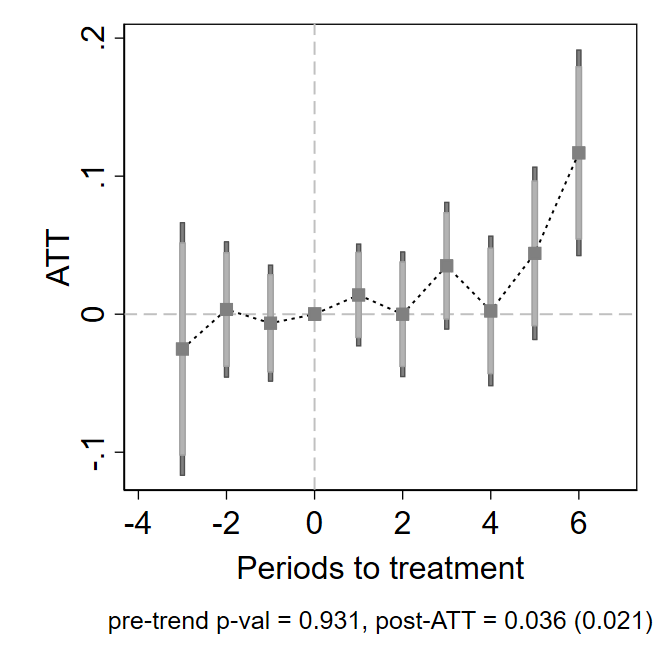 .2
.1
0
-.1
ATT
-4 -2 0 2 4 6
Periods to treatment
pre-trend p-val = 0.931, post-ATT = 0.036 (0.021)